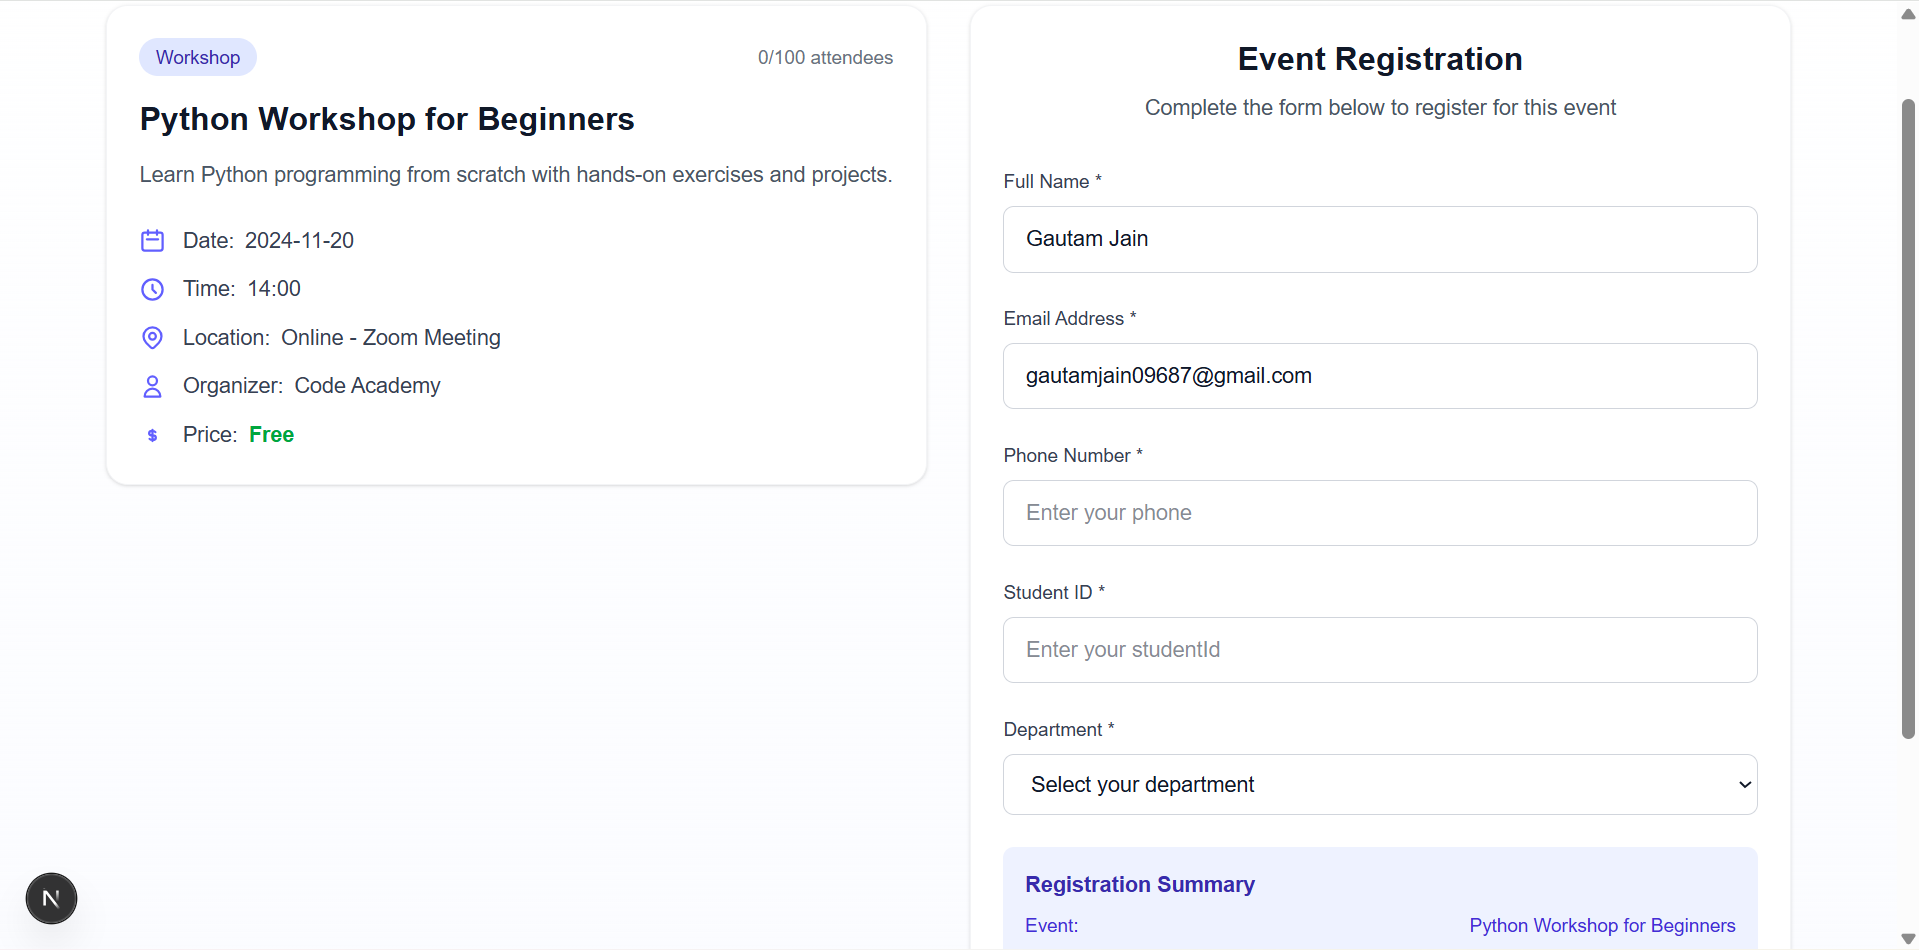 Workshop
0/100 attendees
Python Workshop for Beginners
Learn Python programming from scratch with hands-on exercises and projects.
Date: 2024-11-20
Time: 14:00
Location: Online - Zoom Meeting
Organizer: Code Academy
$ Price: Free
Event Registration
Complete the form below to register for this event
Full Name *
Gautam Jain
Email Address *
gautamjain09687@gmail.com
Phone Number *
Enter your phone
Student ID *
Enter your studentId
Department *
Select your department
Registration Summary
Event: Python Workshop for Beginners
N